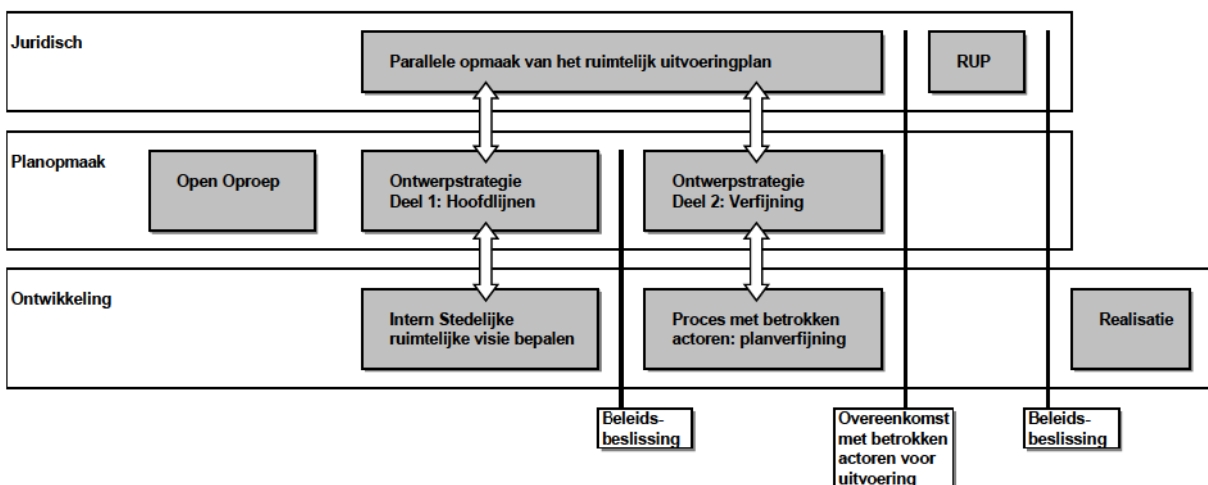 Juridisch
Parallele opmaak van het ruimtelijk uitvoeringplan
RUP
Planopmaak
Open Oproep
Ontwerpstrategie
Deel 1: Hoofdlijnen
Ontwerpstrategie
Deel 2: Verfijning
Ontwikkeling
Intern Stedelijke
ruimtelijke visie bepalen
Proces met betrokken
actoren: planverfijning
Realisatie
Beleids-
beslissing
Overeenkomst
met betrokken
actoren voor
uitvoering
Beleids-
beslissing